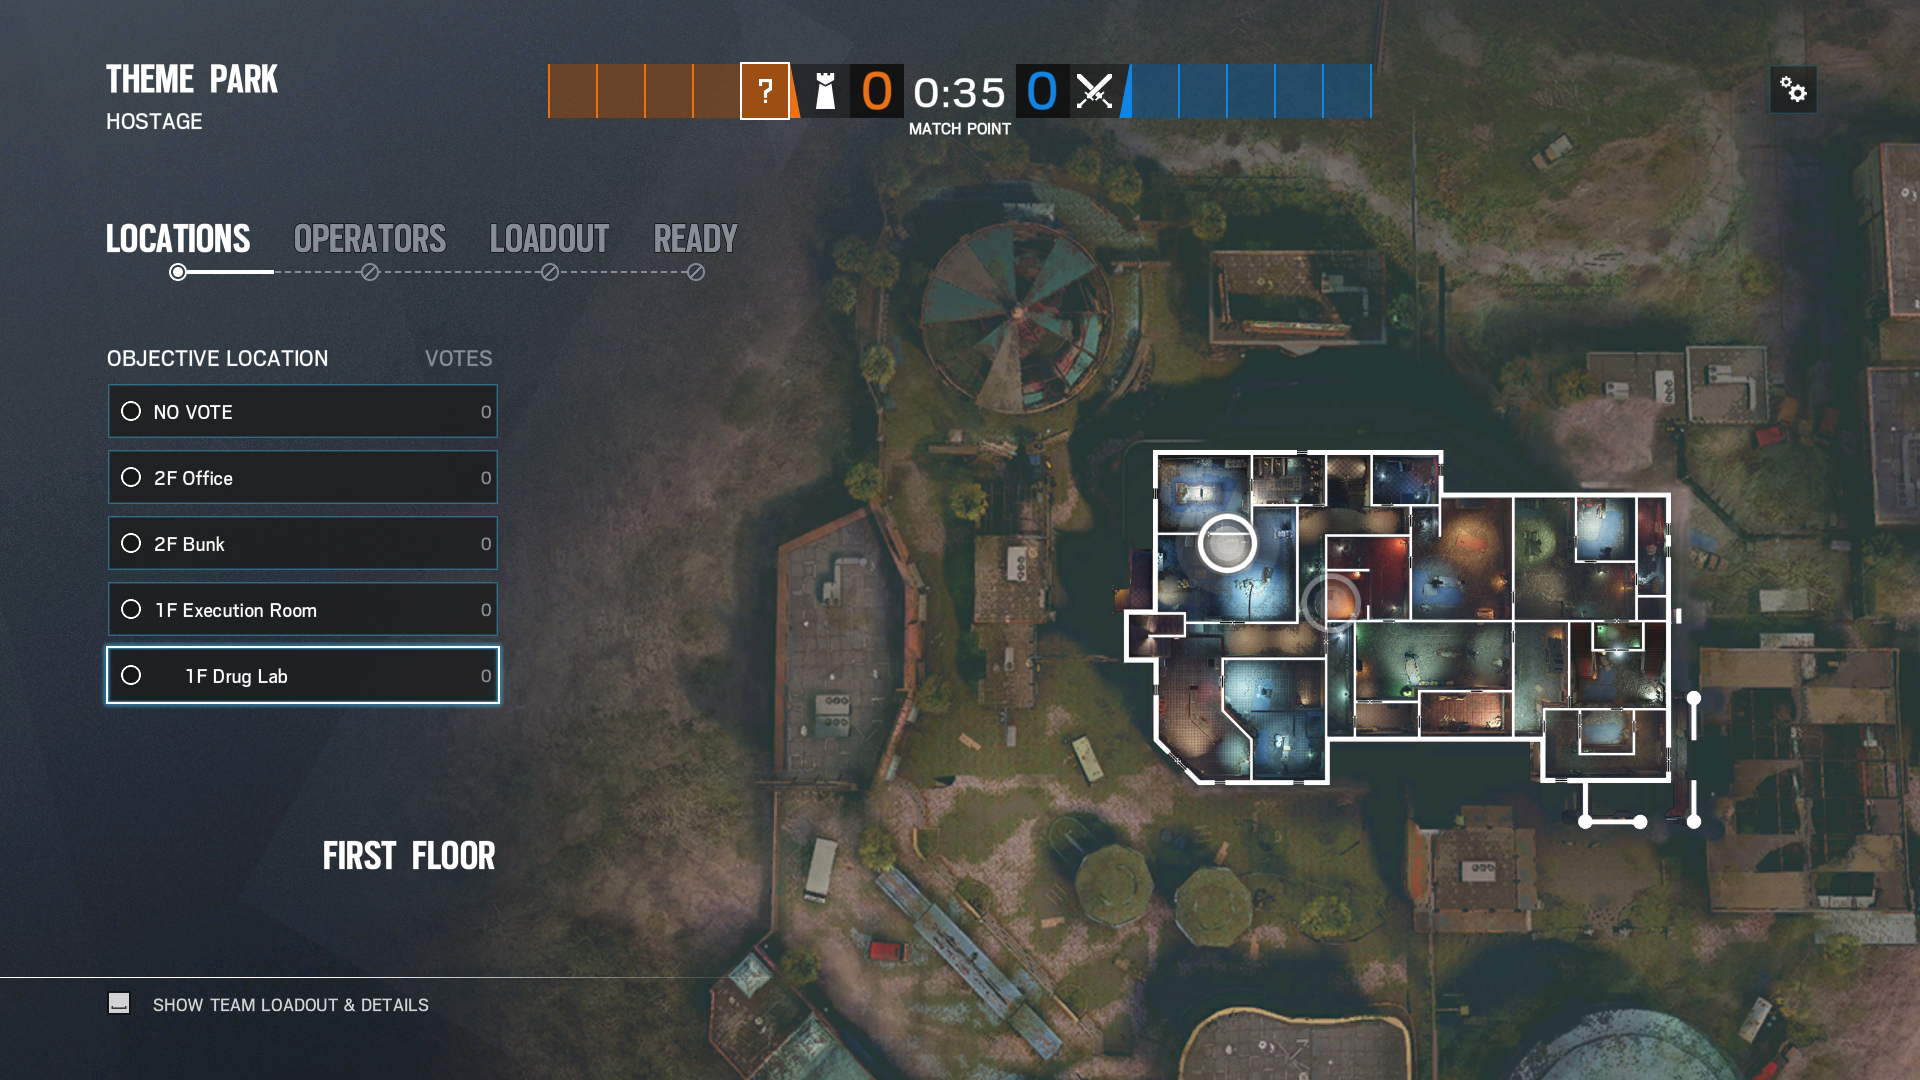 THEME PARK
HOSTAGE
?
0
0:35
0
MATCH POINT
LOCATIONS
OPERATORS
LOADOUT
READY
OBJECTIVE LOCATION
VOTES
NO VOTE
0
2F Office
0
2F Bunk
0
1F Execution Room
0
1F Drug Lab
0
FIRST FLOOR
SHOW TEAM LOADOUT & DETAILS